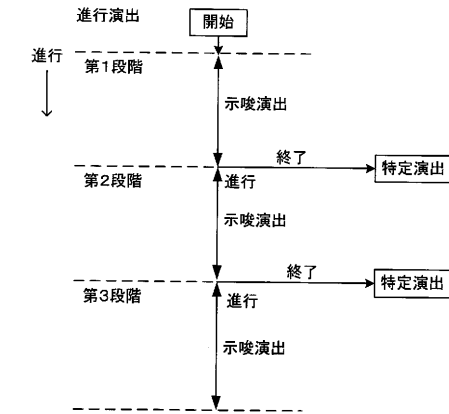 進行演出
開始
進行
第1段階
示唆演出
終了
特定演出
第2段階
進行
示唆演出
終了
特定演出
第3段階
進行
示唆演出